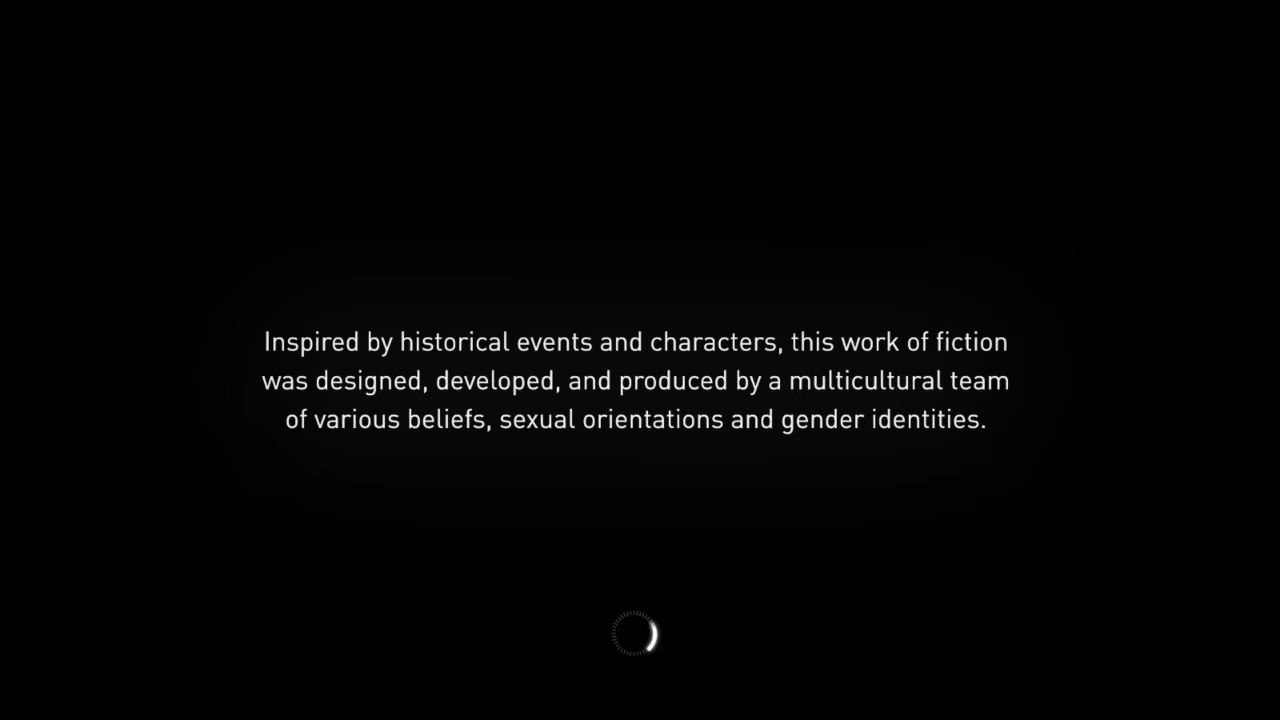 Inspired by historical events and characters, this work of fiction
was designed, developed, and produced by a multicultural team
of various beliefs, sexual orientations and gender identities.